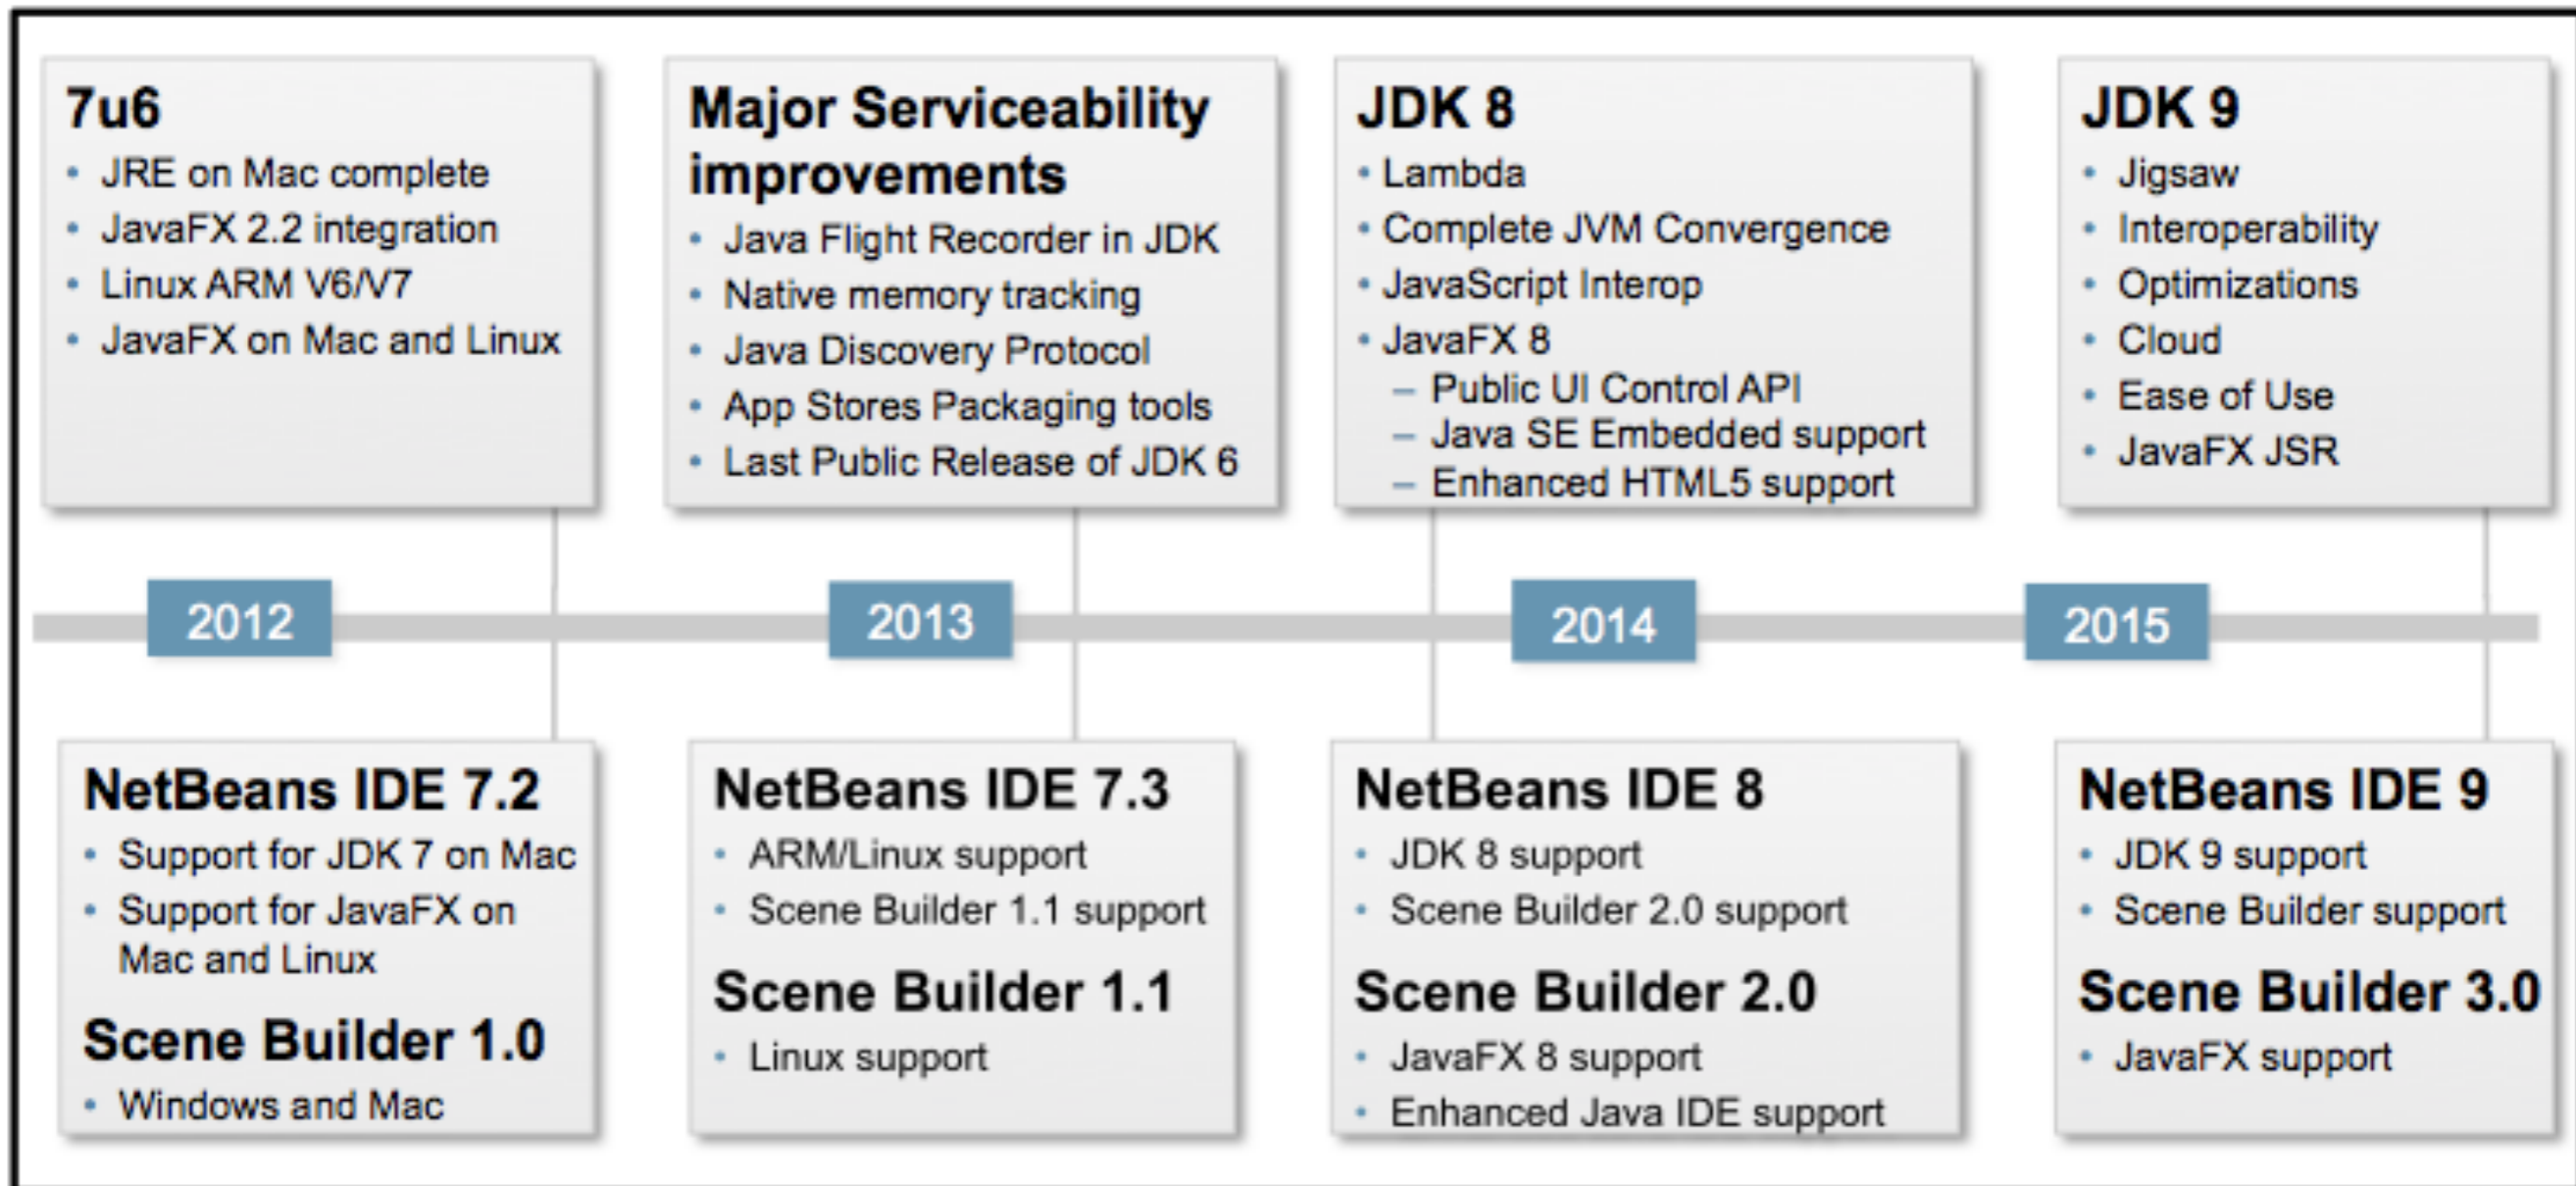 7u6
• JRE on Mac complete
• JavaFX 2.2 integration
• Linux ARM V6/V7
• JavaFX on Mac and Linux
Major Serviceability
improvements
• Java Flight Recorder in JDK
• Native memory tracking
• Java Discovery Protocol
• App Stores Packaging tools
• Last Public Release of JDK 6
JDK 8
• Lambda
• Complete JVM Convergence
• JavaScript Interop
• JavaFX 8
– Public UI Control API
– Java SE Embedded support
– Enhanced HTML5 support
JDK 9
• Jigsaw
• Interoperability
• Optimizations
• Cloud
• Ease of Use
• JavaFX JSR
2012
2013
2014
2015
NetBeans IDE 7.2
• Support for JDK 7 on Mac
• Support for JavaFX on
Mac and Linux
Scene Builder 1.0
• Windows and Mac
NetBeans IDE 7.3
• ARM/Linux support
• Scene Builder 1.1 support
Scene Builder 1.1
• Linux support
NetBeans IDE 8
• JDK 8 support
• Scene Builder 2.0 support
Scene Builder 2.0
• JavaFX 8 support
• Enhanced Java IDE support
NetBeans IDE 9
• JDK 9 support
• Scene Builder support
Scene Builder 3.0
• JavaFX support